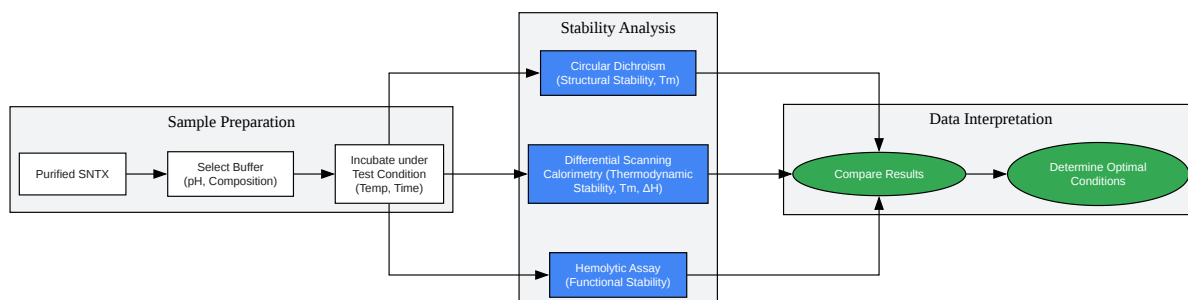 Stability Analysis
Circular Dichroism
(Structural Stability, Tm)
Sample Preparation
Data Interpretation
Purified SNTX
Select Buffer
(pH, Composition)
Incubate under
Test Condition
(Temp, Time)
Differential Scanning
Calorimetry (Thermodynamic
Stability, Tm, ΔH)
Compare Results
Determine Optimal
Conditions
Hemolytic Assay
(Functional Stability)